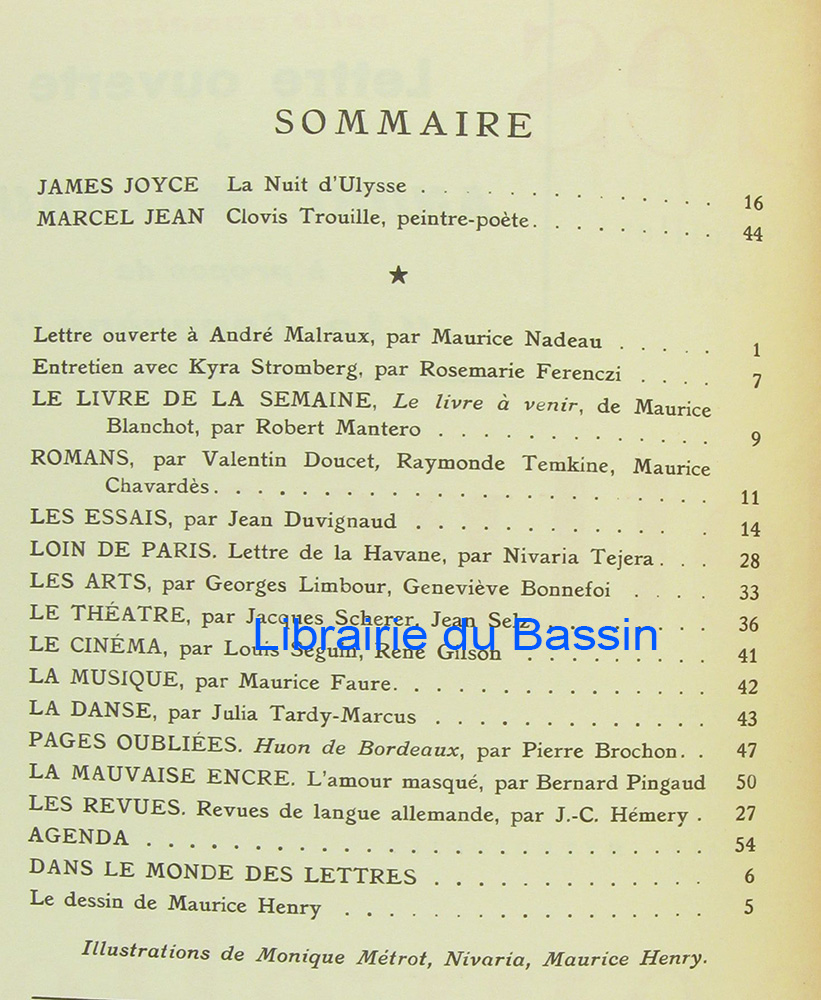 SOMMAIRE
JAMES JOYCE La Nuit d'Ulysse . . . . . . . . . . . . . . 16
MARCEL JEAN Clovis Trouille, peintre-poète. . . . . . . . . 44
★
Lettre ouverte à André Malraux, par Maurice Nadeau . . . . . 1
Entretien avec Kyra Stromberg, par Rosemarie Ferenczi . . . . 7
LE LIVRE DE LA SEMAINE, Le livre à venir, de Maurice
Blanchot, par Robert Mantero . . . . . . . . . . . . . 9
ROMANS, par Valentin Doucet, Raymonde Temkine, Maurice
Chavardès. . . . . . . . . . . . . . . . . . . . . . . . 11
LES ESSAIS, par Jean Duvignaud . . . . . . . . . . . . . . 14
LOIN DE PARIS. Lettre de la Havane, par Nivaria Tejera. . . 28
LES ARTS, par Georges Limbour, Geneviève Bonnefoi . . . . 33
LE THÉATRE, par Jacques Scherer, Jean Selz . . . . . . . . 36
Librairie du Bassin
LE CINÉMA, par Louis Seguin, René Gilson . . . . . . . . . 41
LA MUSIQUE, par Maurice Faure. . . . . . . . . . . . . . . 42
LA DANSE, par Julia Tardy-Marcus . . . . . . . . . . . . . 43
PAGES OUBLIÉES. Huon de Bordeaux, par Pierre Brochon. . 47
LA MAUVAISE ENCRE. L'amour masqué, par Bernard Pingaud 50
LES REVUES. Revues de langue allemande, par J.-C. Hémery . 27
AGENDA . . . . . . . . . . . . . . . . . . . . . . . . . 54
DANS LE MONDE DES LETTRES . . . . . . . . . . . . . 6
Le dessin de Maurice Henry . . . . . . . . . . . . . . . . 5
Illustrations de Monique Métrot, Nivaria, Maurice Henry.